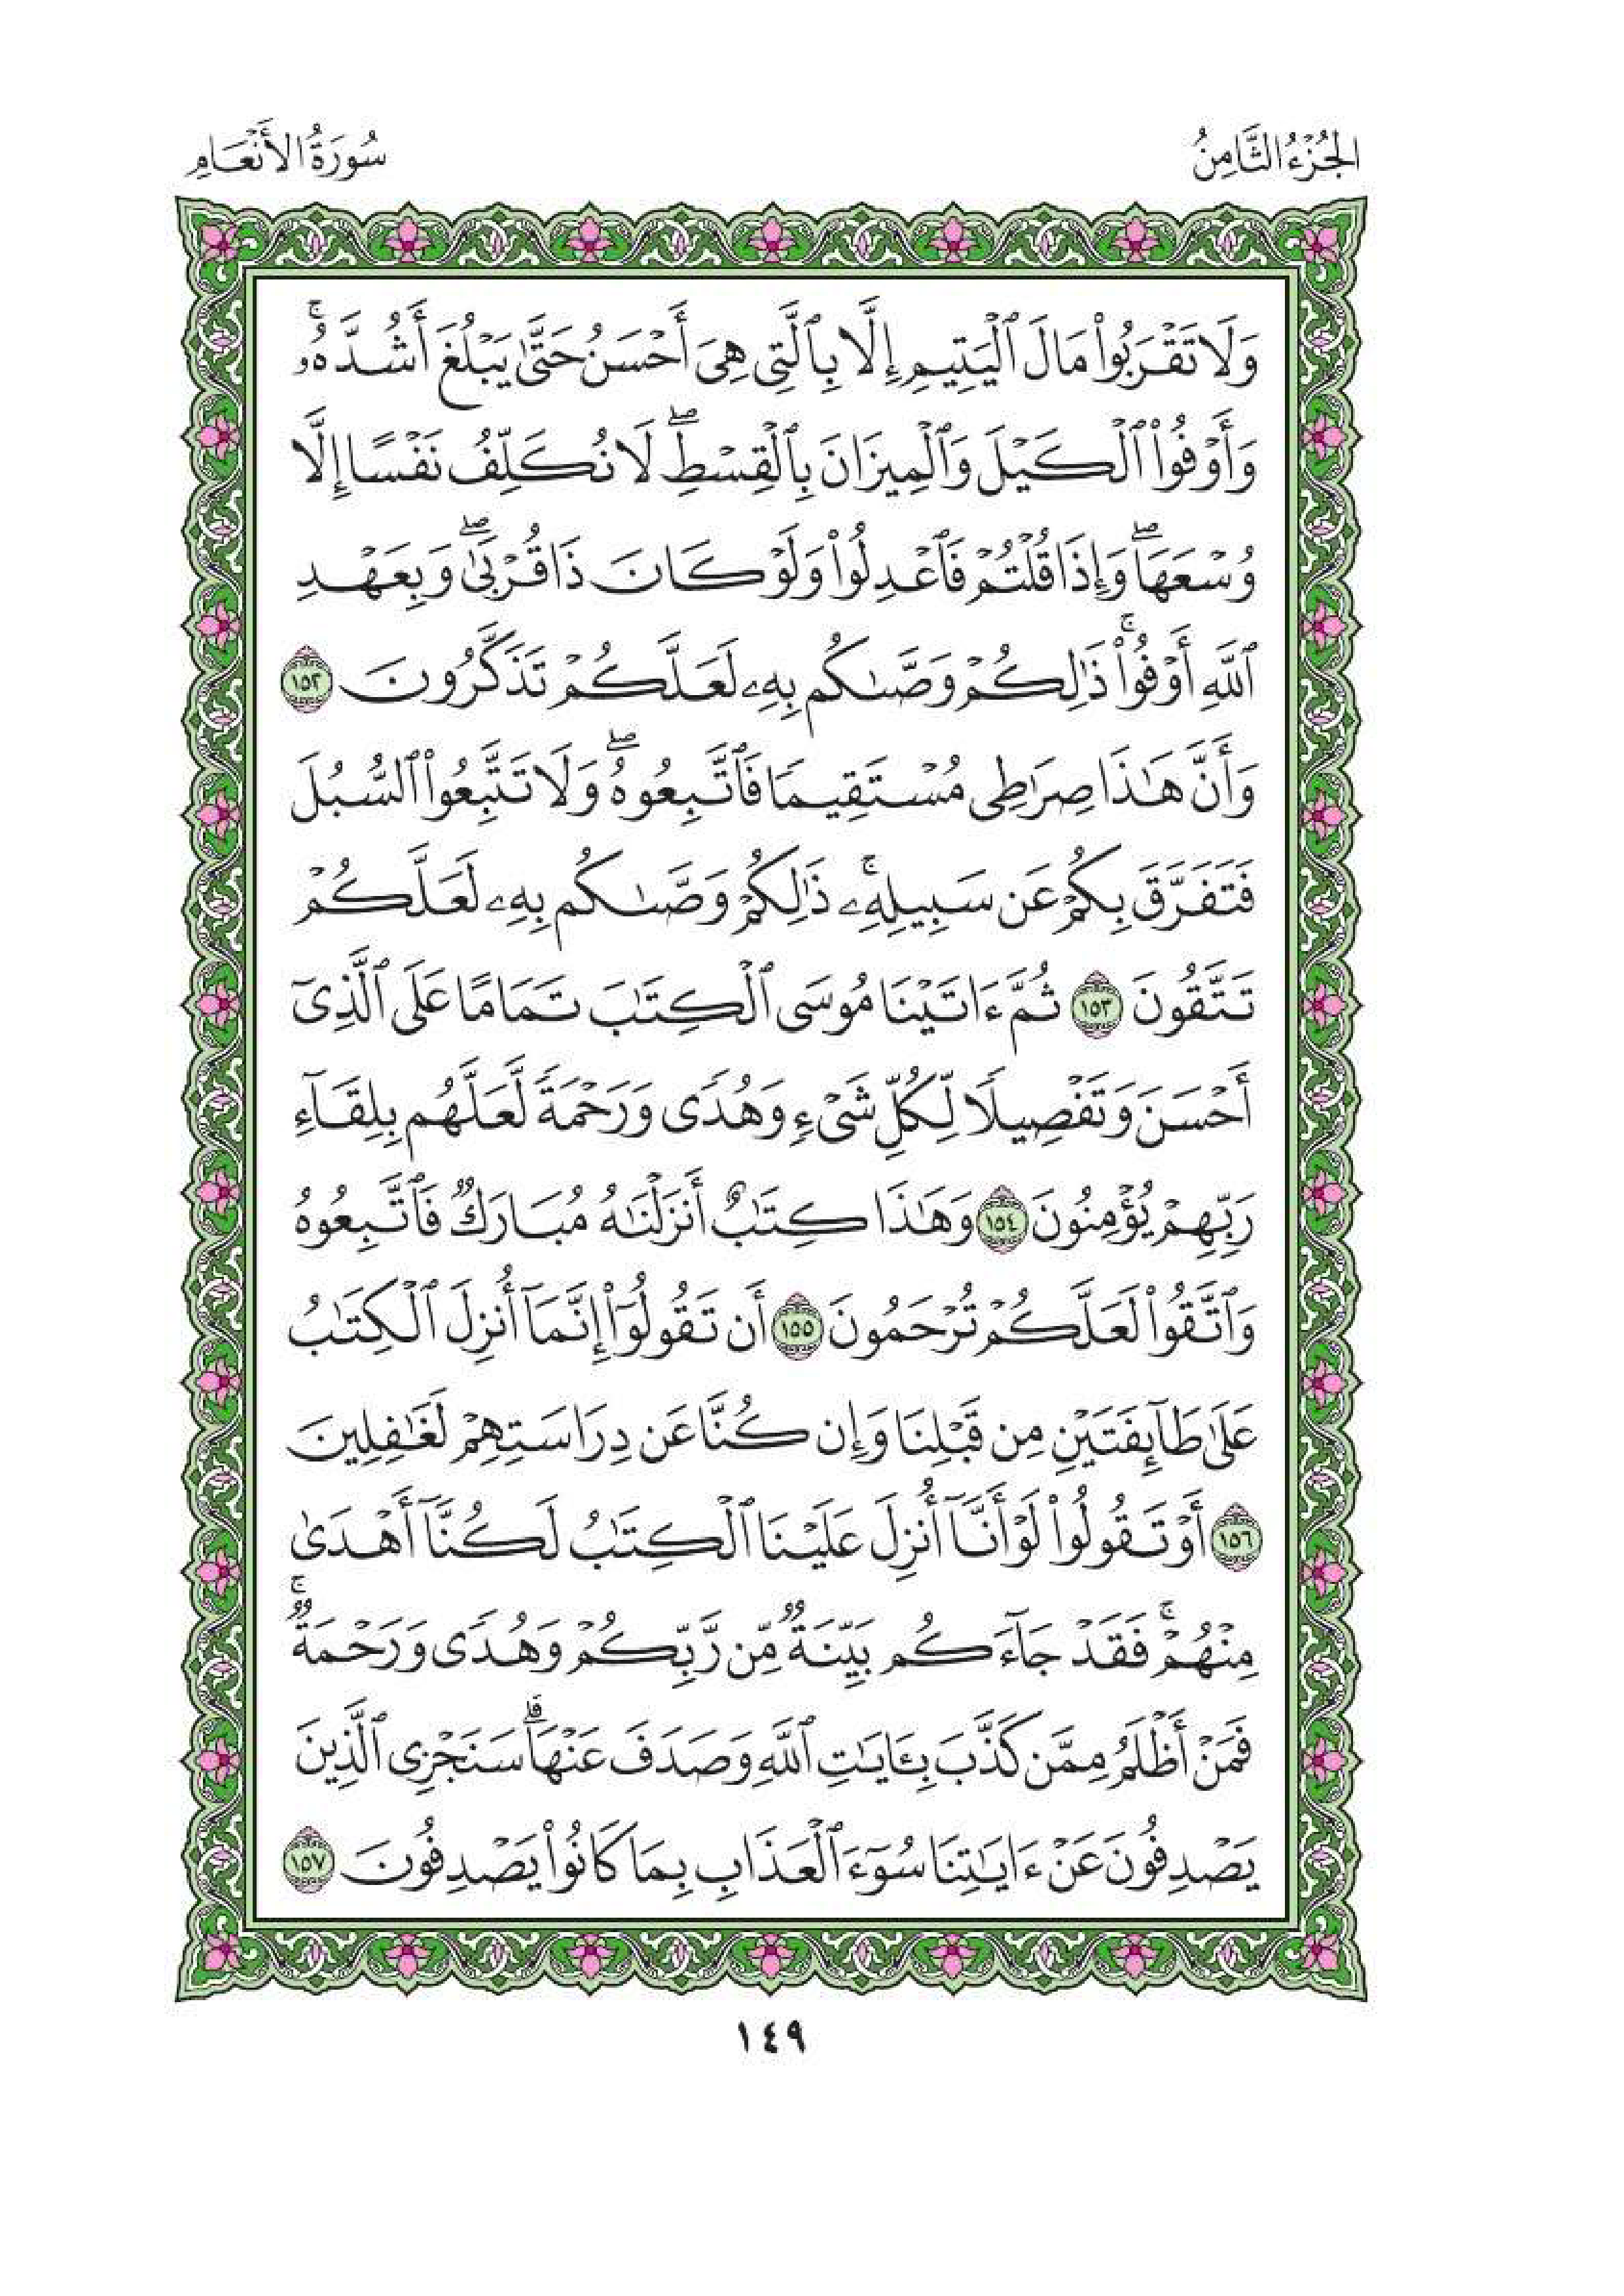 الجُزْءُ الثَّامِنُ
سُورَةُ الأَنْعَامِ
وَلَا تَقْرَبُوا۟ مَالَ ٱلْيَتِيمِ إِلَّا بِٱلَّتِى هِىَ أَحْسَنُ حَتَّىٰ يَبْلُغَ أَشُدَّهُۥۚ
وَأَوْفُوا۟ ٱلْكَيْلَ وَٱلْمِيزَانَ بِٱلْقِسْطِۖ لَا نُكَلِّفُ نَفْسًا إِلَّا
وُسْعَهَاۖ وَإِذَا قُلْتُمْ فَٱعْدِلُوا۟ وَلَوْ كَانَ ذَا قُرْبَىٰۖ وَبِعَهْدِ
ٱللَّهِ أَوْفُوا۟ۚ ذَٰلِكُمْ وَصَّىٰكُم بِهِۦ لَعَلَّكُمْ تَذَكَّرُونَ ١٥٢
وَأَنَّ هَٰذَا صِرَٰطِى مُسْتَقِيمًا فَٱتَّبِعُوهُۖ وَلَا تَتَّبِعُوا۟ ٱلسُّبُلَ
فَتَفَرَّقَ بِكُمْ عَن سَبِيلِهِۦۚ ذَٰلِكُمْ وَصَّىٰكُم بِهِۦ لَعَلَّكُمْ
تَتَّقُونَ ١٥٣ ثُمَّ ءَاتَيْنَا مُوسَى ٱلْكِتَٰبَ تَمَامًا عَلَى ٱلَّذِىٓ
أَحْسَنَ وَتَفْصِيلًا لِّكُلِّ شَىْءٍ وَهُدًى وَرَحْمَةً لَّعَلَّهُم بِلِقَآءِ
رَبِّهِمْ يُؤْمِنُونَ ١٥٤ وَهَٰذَا كِتَٰبٌ أَنزَلْنَٰهُ مُبَارَكٌ فَٱتَّبِعُوهُ
وَٱتَّقُوا۟ لَعَلَّكُمْ تُرْحَمُونَ ١٥٥ أَن تَقُولُوٓا۟ إِنَّمَآ أُنزِلَ ٱلْكِتَٰبُ
عَلَىٰ طَآئِفَتَيْنِ مِن قَبْلِنَا وَإِن كُنَّا عَن دِرَاسَتِهِمْ لَغَٰفِلِينَ
١٥٦ أَوْ تَقُولُوا۟ لَوْ أَنَّآ أُنزِلَ عَلَيْنَا ٱلْكِتَٰبُ لَكُنَّآ أَهْدَىٰ
مِنْهُمْۚ فَقَدْ جَآءَكُم بَيِّنَةٌ مِّن رَّبِّكُمْ وَهُدًى وَرَحْمَةٌۚ
فَمَنْ أَظْلَمُ مِمَّن كَذَّبَ بِـَٔايَٰتِ ٱللَّهِ وَصَدَفَ عَنْهَاۗ سَنَجْزِى ٱلَّذِينَ
يَصْدِفُونَ عَنْ ءَايَٰتِنَا سُوٓءَ ٱلْعَذَابِ بِمَا كَانُوا۟ يَصْدِفُونَ ١٥٧
١٤٩